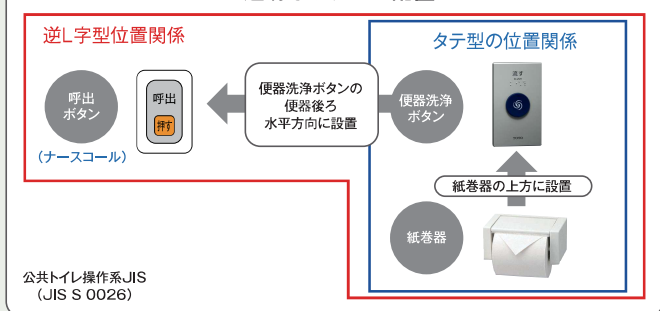 逆L字型位置関係
タテ型の位置関係
呼出
ボタン
(ナースコール)
呼出
押す
便器洗浄ボタンの
便器後ろ
水平方向に設置
便器洗浄
ボタン
流す
紙巻器の上方に設置
紙巻器
公共トイレ操作系JIS
(JIS S 0026)